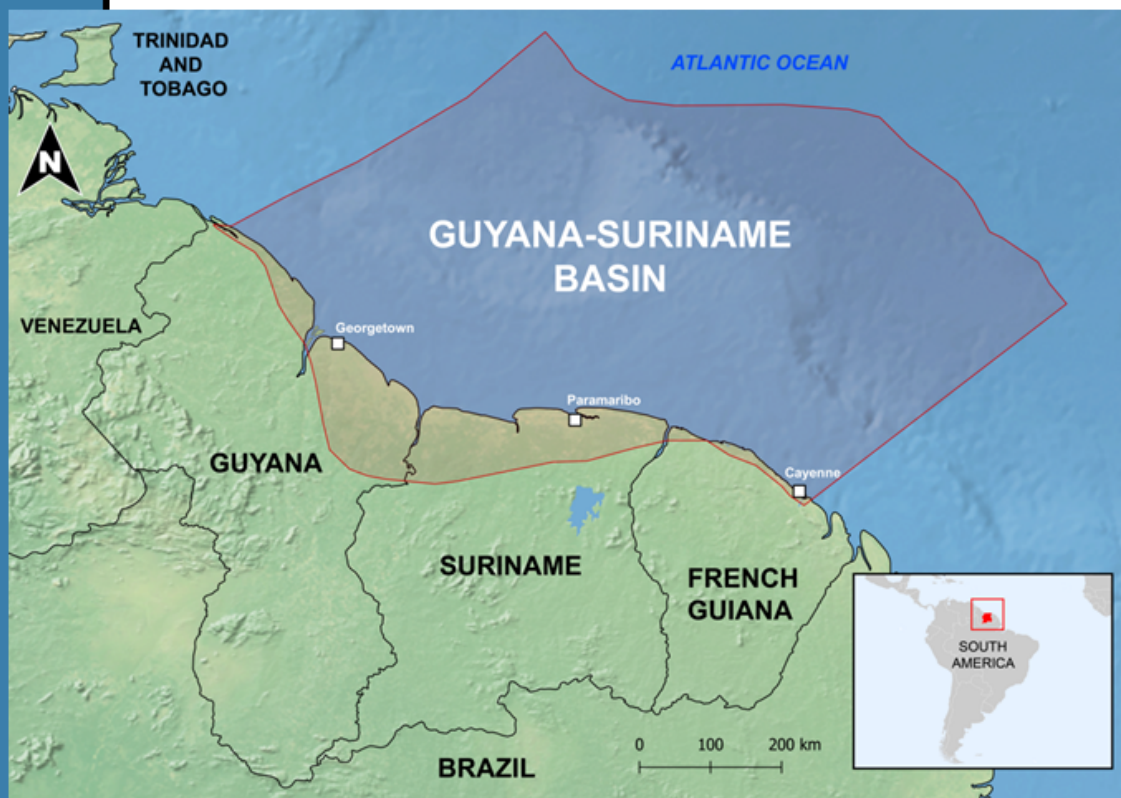 TRINIDAD
AND
TOBAGO
ATLANTIC OCEAN
N
GUYANA-SURINAME
BASIN
VENEZUELA
Georgetown
Paramaribo
GUYANA
Cayenne
SURINAME
FRENCH
GUIANA
SOUTH
AMERICA
0 100 200 km
BRAZIL